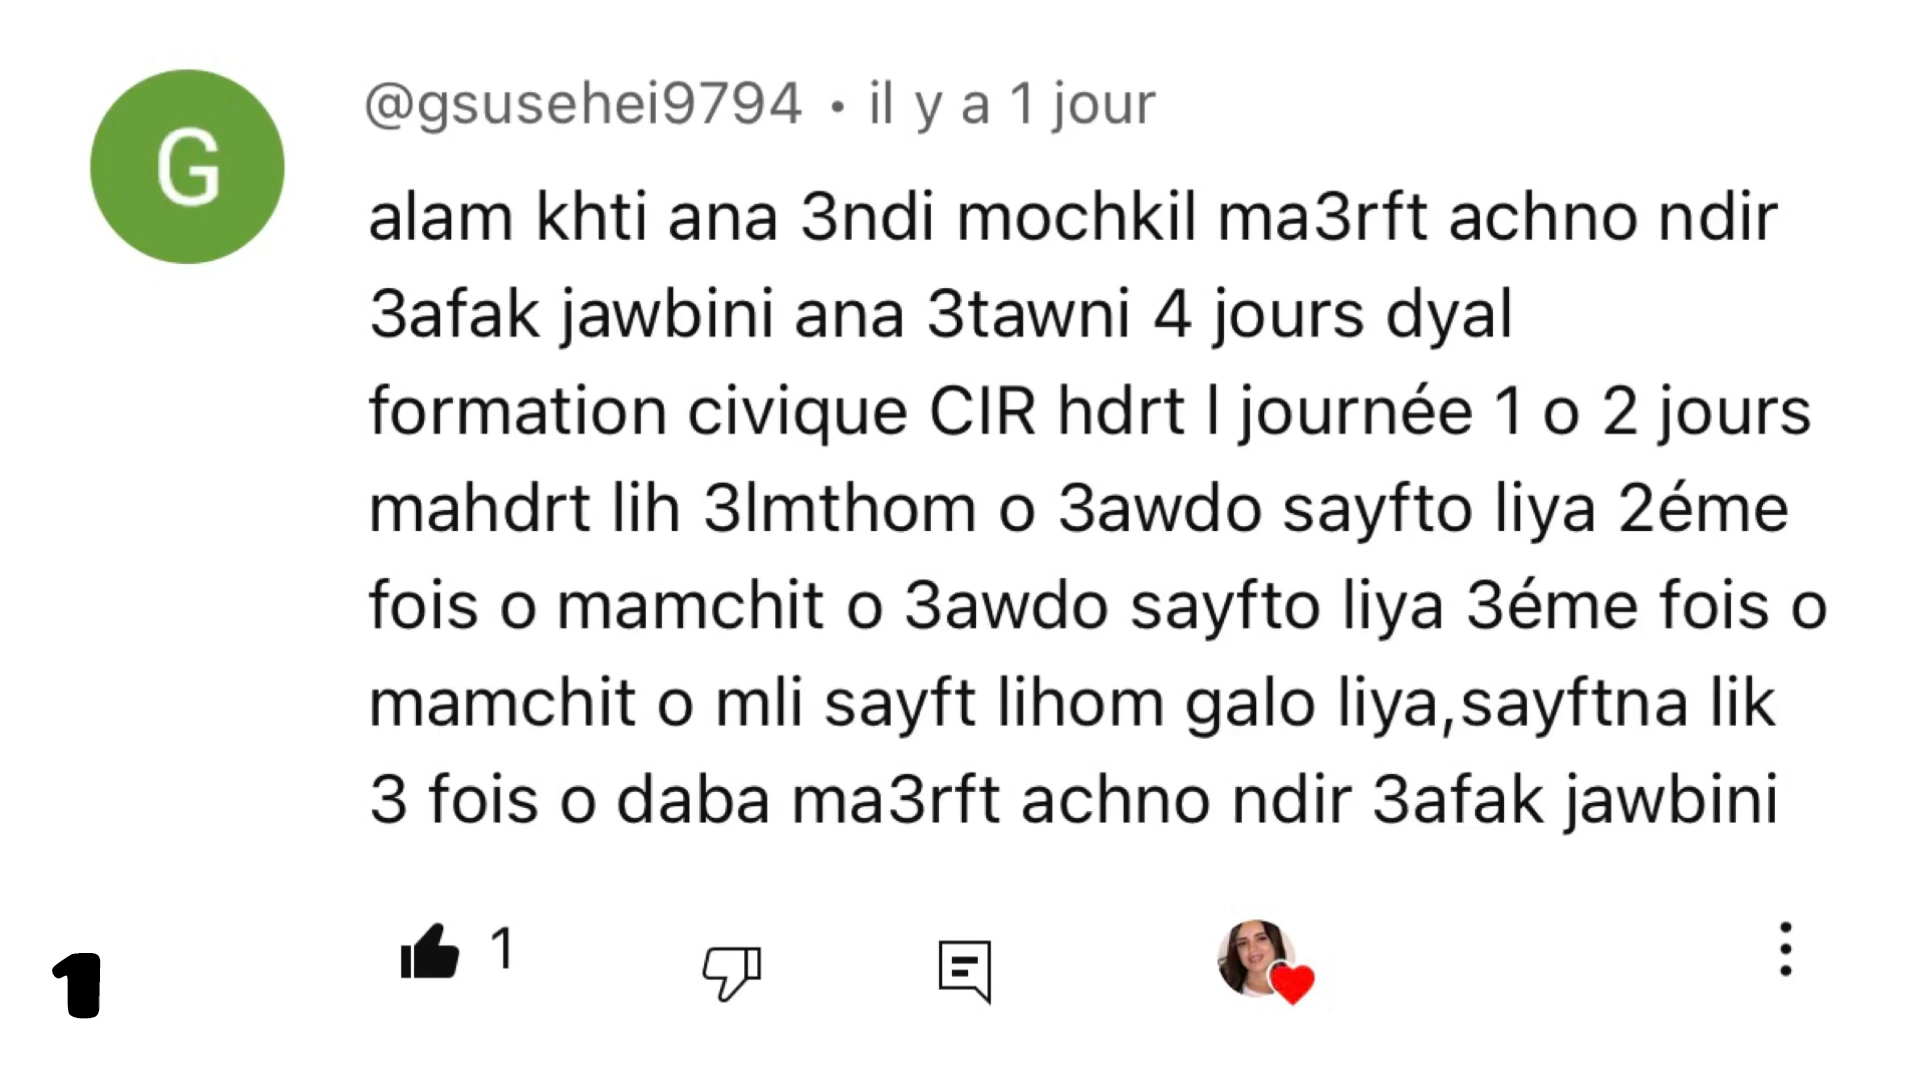 G
@gsusehei9794 • il y a 1 jour
alam khti ana 3ndi mochkil ma3rft achno ndir
3afak jawbini ana 3tawni 4 jours dyal
formation civique CIR hdrt l journée 1 o 2 jours
mahdrt lih 3lmthom o 3awdo sayfto liya 2éme
fois o mamchit o 3awdo sayfto liya 3éme fois o
mamchit o mli sayft lihom galo liya,sayftna lik
3 fois o daba ma3rft achno ndir 3afak jawbini
1
1